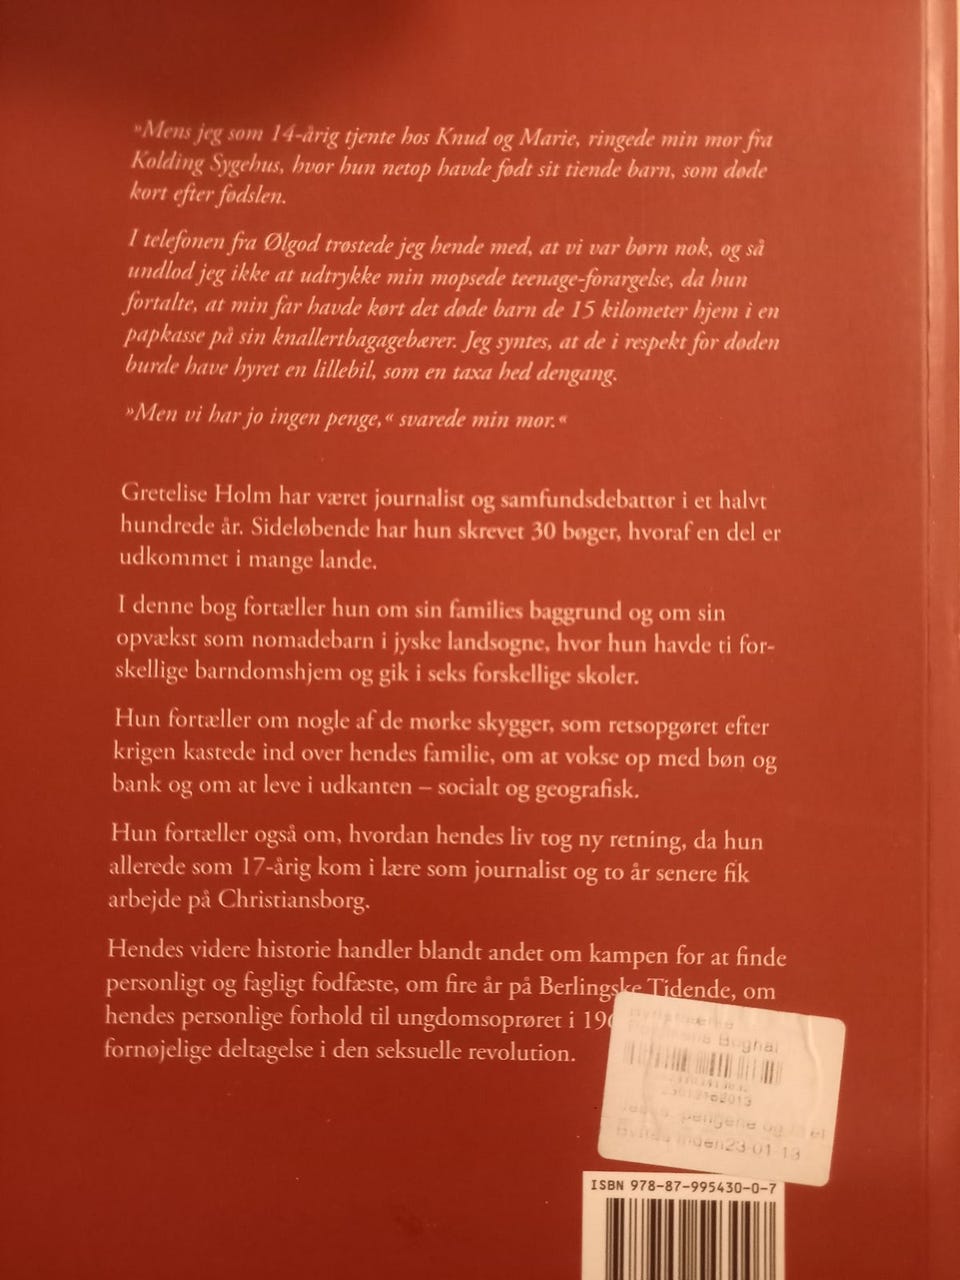 »Mens jeg som 14-årig tjente hos Knud og Marie, ringede min mor fra
Kolding Sygehus, hvor hun netop havde født sit tiende barn, som døde
kort efter fødslen.
I telefonen fra Ølgod trøstede jeg hende med, at vi var børn nok, og så
undlod jeg ikke at udtrykke min mopsede teenage-forargelse, da hun
fortalte, at min far havde kørt det døde barn de 15 kilometer hjem i en
papkasse på sin knallertbagagebærer. Jeg syntes, at de i respekt for døden
burde have hyret en lillebil, som en taxa hed dengang.
»Men vi har jo ingen penge,« svarede min mor.«
Gretelise Holm har været journalist og samfundsdebattør i et halvt
hundrede år. Sideløbende har hun skrevet 30 bøger, hvoraf en del er
udkommet i mange lande.
I denne bog fortæller hun om sin families baggrund og om sin
opvækst som nomadebarn i jyske landsogne, hvor hun havde ti for-
skellige barndomshjem og gik i seks forskellige skoler.
Hun fortæller om nogle af de mørke skygger, som retsopgøret efter
krigen kastede ind over hendes familie, om at vokse op med bøn og
bank og om at leve i udkanten – socialt og geografisk.
Hun fortæller også om, hvordan hendes liv tog ny retning, da hun
allerede som 17-årig kom i lære som journalist og to år senere fik
arbejde på Christiansborg.
Hendes videre historie handler blandt andet om kampen for at finde
personligt og fagligt fodfæste, om fire år på Berlingske Tidende, om
hendes personlige forhold til ungdomsoprøret i
fornøjelige deltagelse i den seksuelle revolution.
Boghal
pengene og
inden 23-01-13
ISBN 978-87-995430-0-7